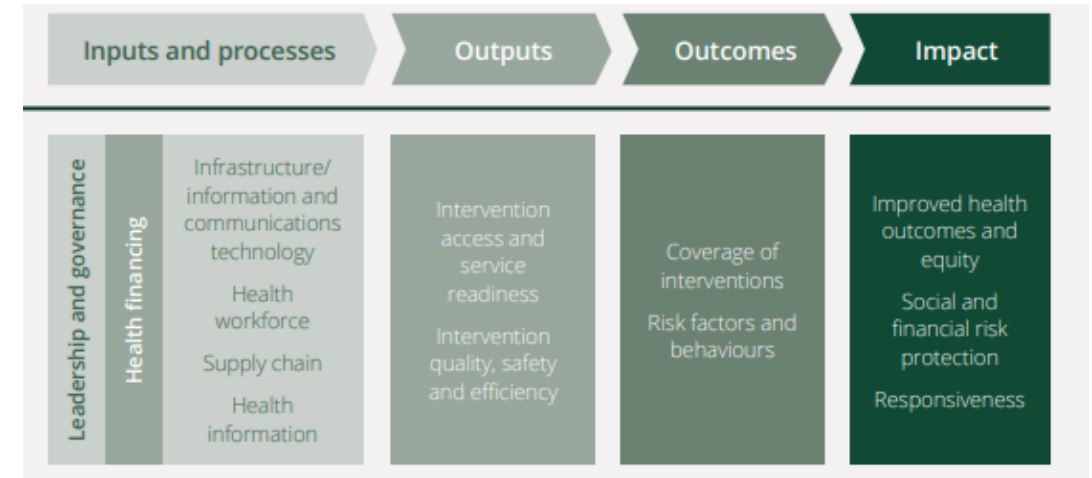 Inputs and processes
Outputs
Outcomes
Impact
Leadership and governance
Health financing
Infrastructure/
information and
communications
technology
Health
workforce
Supply chain
Health
information
Intervention
access and
service
readiness
Intervention
quality, safety
and efficiency
Coverage of
interventions
Risk factors and
behaviours
Improved health
outcomes and
equity
Social and
financial risk
protection
Responsiveness